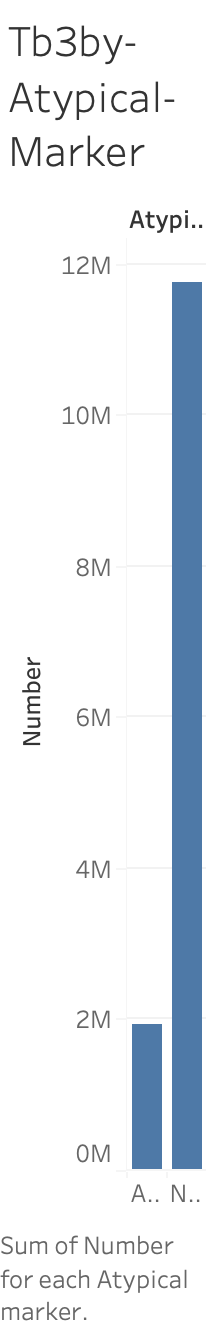 Tb3by-
Atypical-
Marker
Atypi..
12M
10M
8M
6M
4M
2M
0M
Number
A.. N..
Sum of Number
for each Atypical
marker.